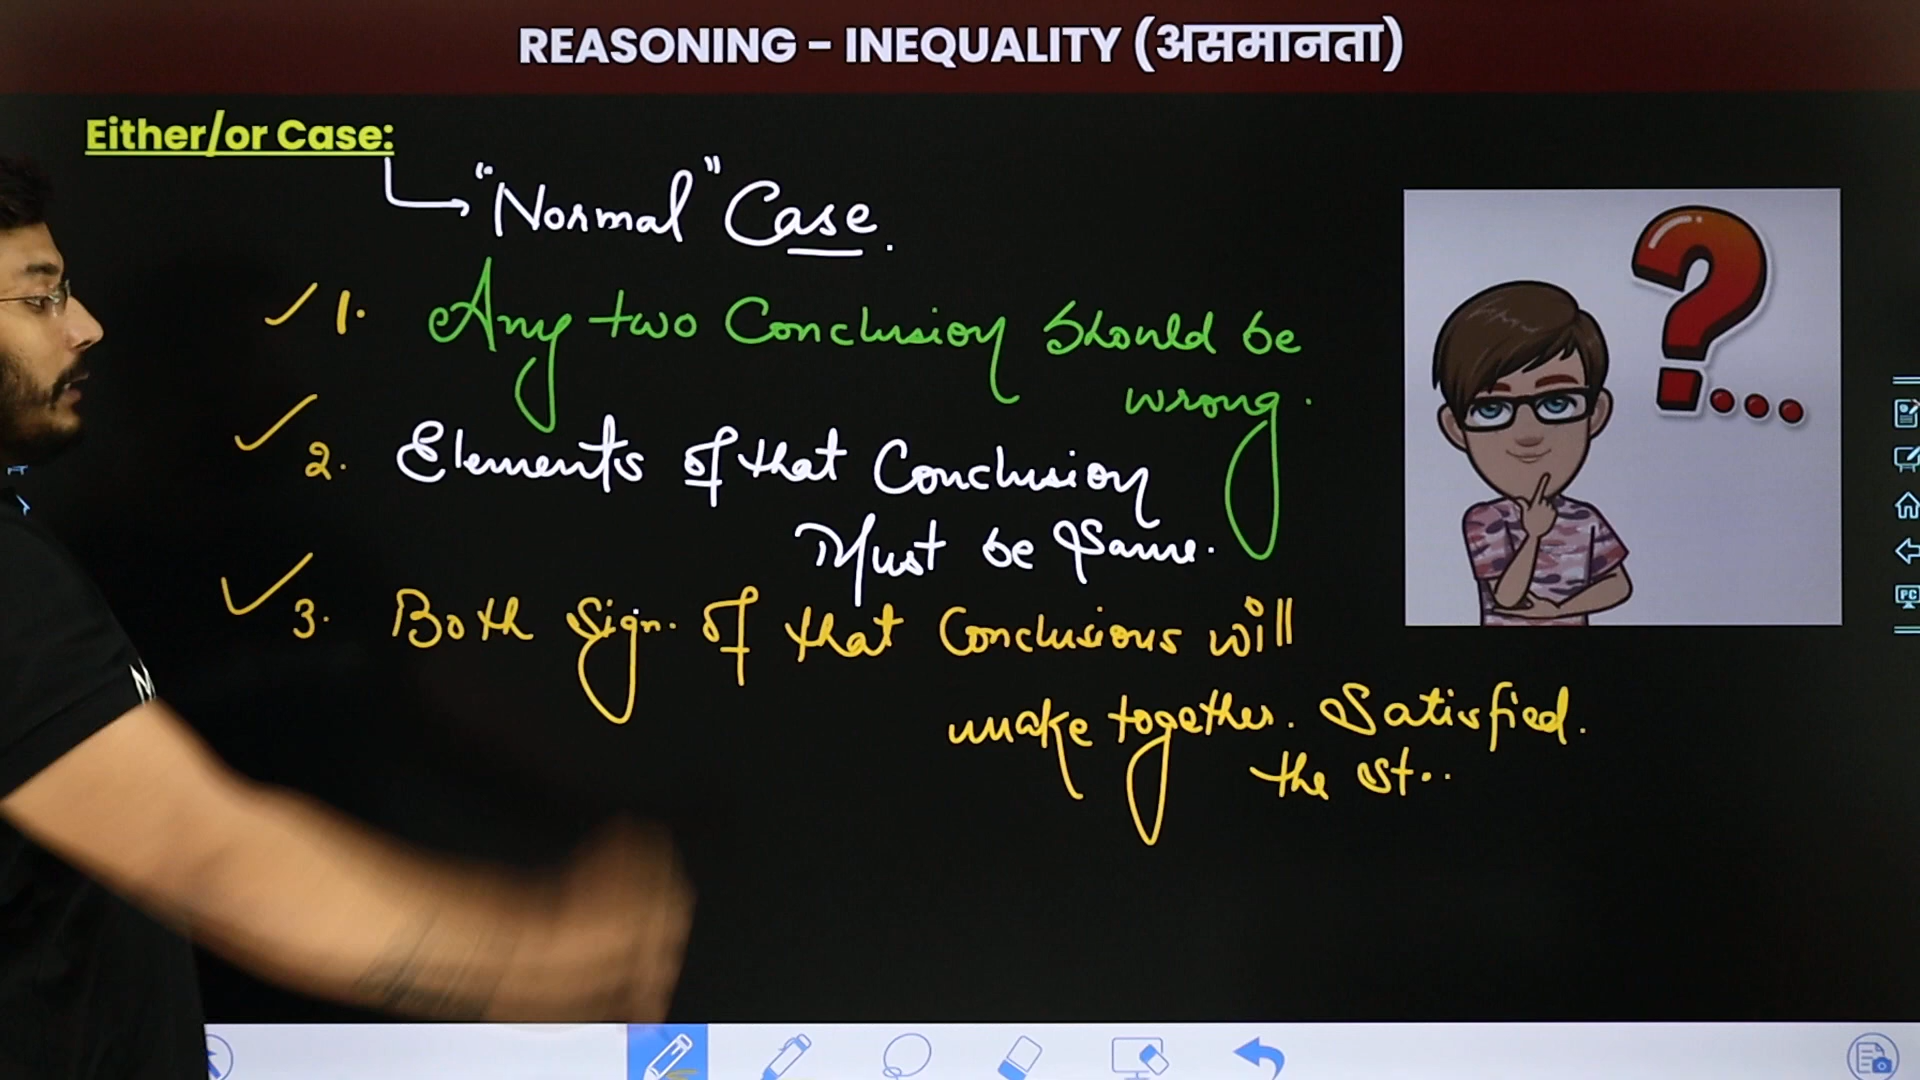 REASONING - INEQUALITY (असमानता)
Either/or Case:
"Normal" Case.
1. Any two Conclusion should be
wrong.
2. Elements of that Conclusion
Must be Same.
3. Both Sign. of that Conclusions will
make together. Satisfied.
the st..
PC